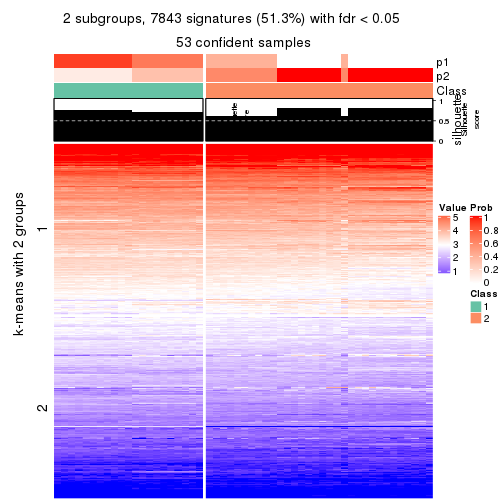 2 subgroups, 7843 signatures (51.3%) with fdr < 0.05
53 confident samples
p1
p2
Class
1
0.5
0
silhouette
Silhouette
score
k-means with 2 groups
1
2
Value
5
4
3
2
1
Prob
1
0.8
0.6
0.4
0.2
0
Class
1
2